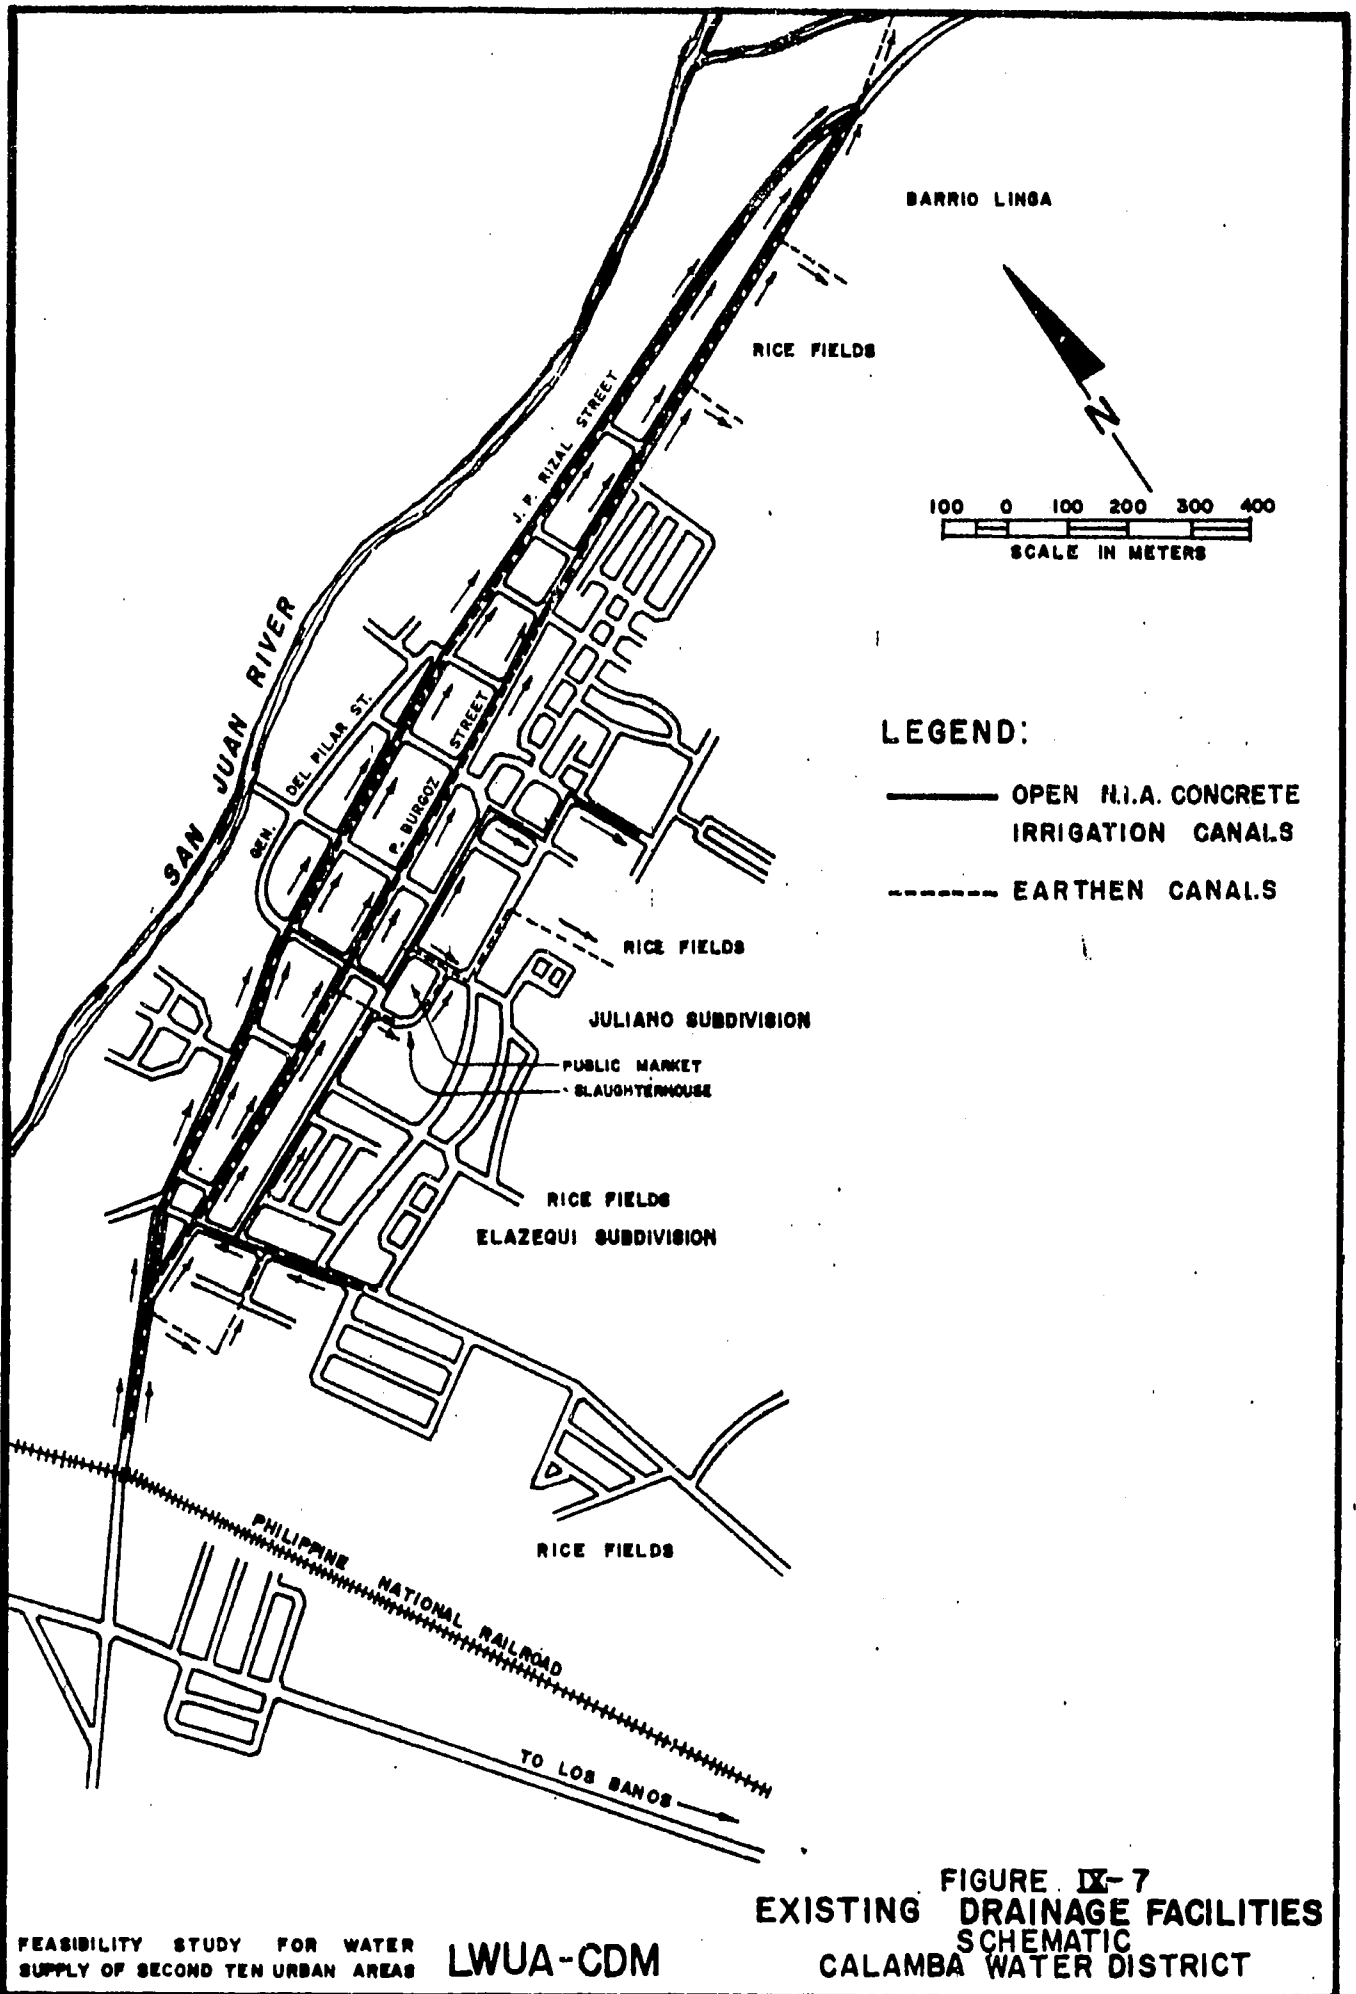 BARRIO LINGA
RICE FIELDS
N
100 0 100 200 300 400
SCALE IN METERS
J. P. RIZAL STREET
SAN JUAN RIVER
GEN. DEL PILAR ST.
P. BURGOZ STREET
LEGEND:
OPEN N.I.A. CONCRETE
IRRIGATION CANALS
EARTHEN CANALS
RICE FIELDS
JULIANO SUBDIVISION
PUBLIC MARKET
SLAUGHTERHOUSE
RICE FIELDS
ELAZEQUI SUBDIVISION
RICE FIELDS
PHILIPPINE NATIONAL RAILROAD
TO LOS BANOS
FIGURE IX-7
EXISTING DRAINAGE FACILITIES
SCHEMATIC
CALAMBA WATER DISTRICT
FEASIBILITY STUDY FOR WATER
SUPPLY OF SECOND TEN URBAN AREAS
LWUA-CDM